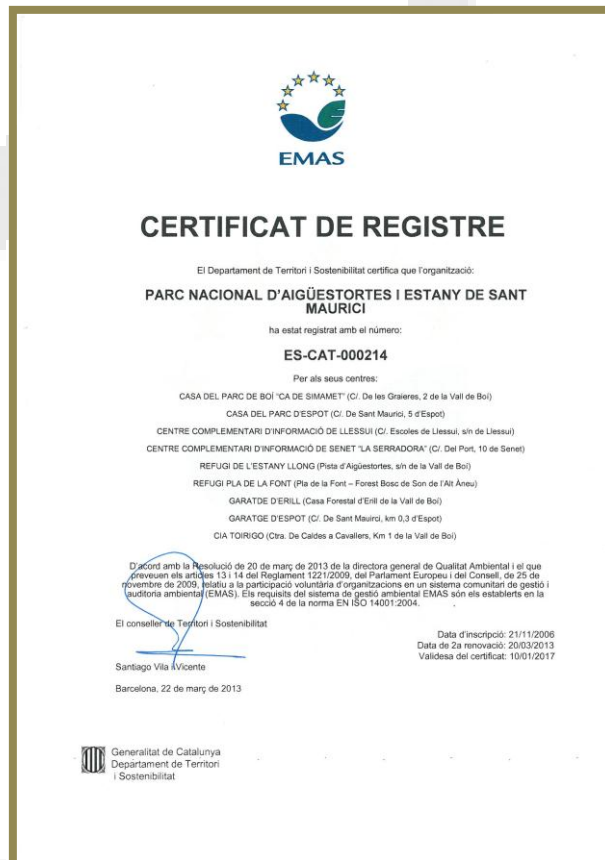 EMAS
CERTIFICAT DE REGISTRE
El Departament de Territori i Sostenibilitat certifica que l'organització:
PARC NACIONAL D'AIGÜESTORTES I ESTANY DE SANT
MAURICI
ha estat registrat amb el número:
ES-CAT-000214
Per als seus centres:
CASA DEL PARC DE BOÍ "CA DE SIMAMET" (C/. De les Graieres, 2 de la Vall de Boí)
CASA DEL PARC D'ESPOT (C/. De Sant Maurici, 5 d'Espot)
CENTRE COMPLEMENTARI D'INFORMACIÓ DE LLESSUI (C/. Escoles de Llessui, s/n de Llessui)
CENTRE COMPLEMENTARI D'INFORMACIÓ DE SENET "LA SERRADORA" (C/. Del Port, 10 de Senet)
REFUGI DE L'ESTANY LLONG (Pista d'Aigüestortes, s/n de la Vall de Boí)
REFUGI PLA DE LA FONT (Pla de la Font – Forest Bosc de Son de l'Alt Àneu)
GARATDE D'ERILL (Casa Forestal d'Erill de la Vall de Boí)
GARATGE D'ESPOT (C/. De Sant Mauirci, km 0,3 d'Espot)
CIA TOIRIGO (Ctra. De Caldes a Cavallers, Km 1 de la Vall de Boí)
D'acord amb la Resolució de 20 de març de 2013 de la directora general de Qualitat Ambiental i el que
preveuen els articles 13 i 14 del Reglament 1221/2009, del Parlament Europeu i del Consell, de 25 de
novembre de 2009, relatiu a la participació voluntària d'organitzacions en un sistema comunitari de gestió i
auditoria ambiental (EMAS). Els requisits del sistema de gestió ambiental EMAS són els establerts en la
secció 4 de la norma EN ISO 14001:2004.
El conseller de Territori i Sostenibilitat
Data d'inscripció: 21/11/2006
Data de 2a renovació: 20/03/2013
Validesa del certificat: 10/01/2017
Santiago Vila i Vicente
Barcelona, 22 de març de 2013
Generalitat de Catalunya
Departament de Territori
i Sostenibilitat